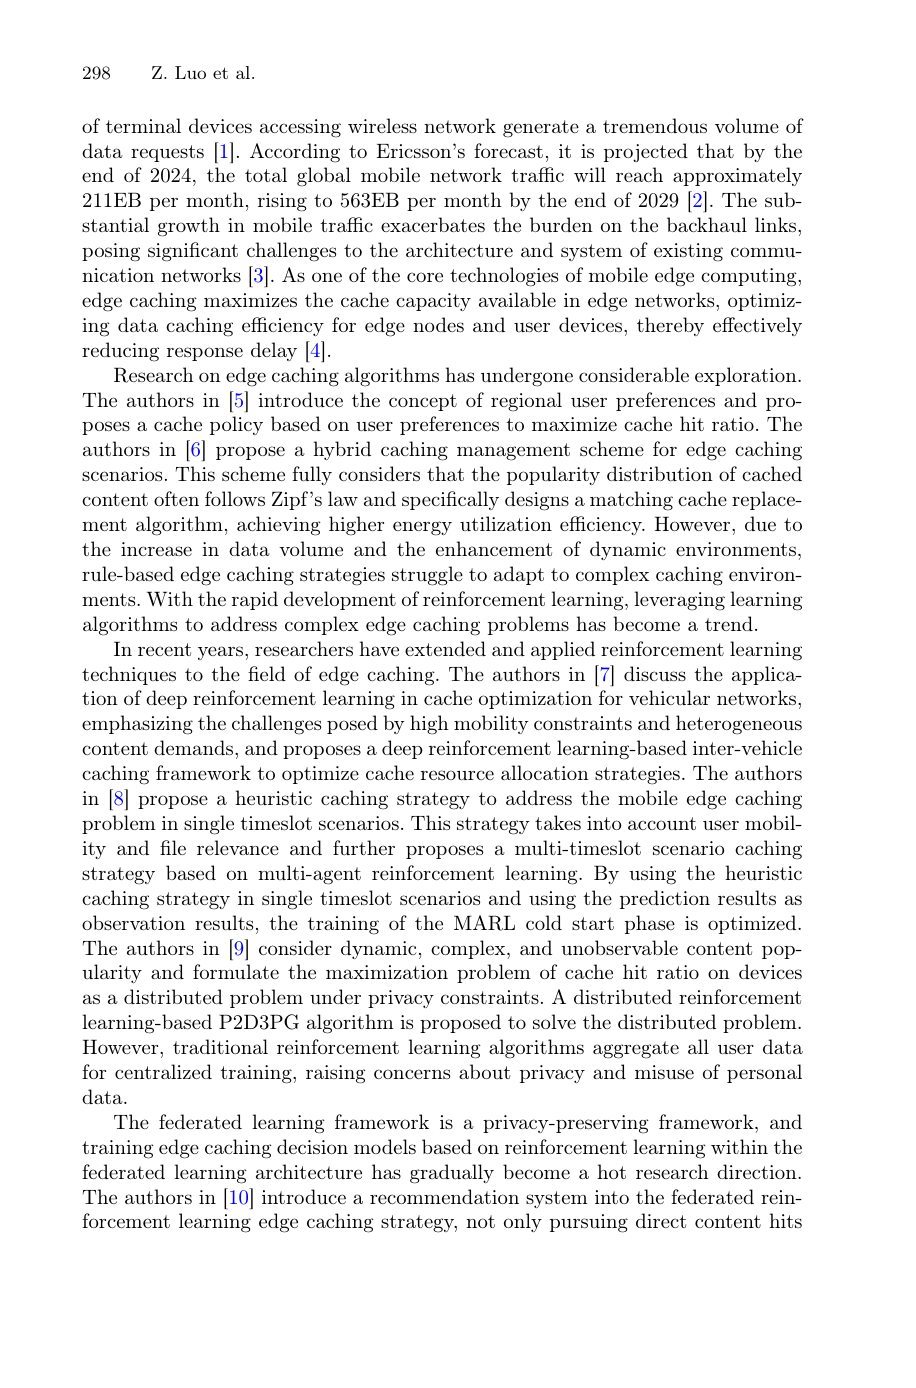 298 Z. Luo et al.
of terminal devices accessing wireless network generate a tremendous volume of
data requests [1]. According to Ericsson's forecast, it is projected that by the
end of 2024, the total global mobile network traffic will reach approximately
211EB per month, rising to 563EB per month by the end of 2029 [2]. The sub-
stantial growth in mobile traffic exacerbates the burden on the backhaul links,
posing significant challenges to the architecture and system of existing commu-
nication networks [3]. As one of the core technologies of mobile edge computing,
edge caching maximizes the cache capacity available in edge networks, optimiz-
ing data caching efficiency for edge nodes and user devices, thereby effectively
reducing response delay [4].
Research on edge caching algorithms has undergone considerable exploration.
The authors in [5] introduce the concept of regional user preferences and pro-
poses a cache policy based on user preferences to maximize cache hit ratio. The
authors in [6] propose a hybrid caching management scheme for edge caching
scenarios. This scheme fully considers that the popularity distribution of cached
content often follows Zipf's law and specifically designs a matching cache replace-
ment algorithm, achieving higher energy utilization efficiency. However, due to
the increase in data volume and the enhancement of dynamic environments,
rule-based edge caching strategies struggle to adapt to complex caching environ-
ments. With the rapid development of reinforcement learning, leveraging learning
algorithms to address complex edge caching problems has become a trend.
In recent years, researchers have extended and applied reinforcement learning
techniques to the field of edge caching. The authors in [7] discuss the applica-
tion of deep reinforcement learning in cache optimization for vehicular networks,
emphasizing the challenges posed by high mobility constraints and heterogeneous
content demands, and proposes a deep reinforcement learning-based inter-vehicle
caching framework to optimize cache resource allocation strategies. The authors
in [8] propose a heuristic caching strategy to address the mobile edge caching
problem in single timeslot scenarios. This strategy takes into account user mobil-
ity and file relevance and further proposes a multi-timeslot scenario caching
strategy based on multi-agent reinforcement learning. By using the heuristic
caching strategy in single timeslot scenarios and using the prediction results as
observation results, the training of the MARL cold start phase is optimized.
The authors in [9] consider dynamic, complex, and unobservable content pop-
ularity and formulate the maximization problem of cache hit ratio on devices
as a distributed problem under privacy constraints. A distributed reinforcement
learning-based P2D3PG algorithm is proposed to solve the distributed problem.
However, traditional reinforcement learning algorithms aggregate all user data
for centralized training, raising concerns about privacy and misuse of personal
data.
The federated learning framework is a privacy-preserving framework, and
training edge caching decision models based on reinforcement learning within the
federated learning architecture has gradually become a hot research direction.
The authors in [10] introduce a recommendation system into the federated rein-
forcement learning edge caching strategy, not only pursuing direct content hits